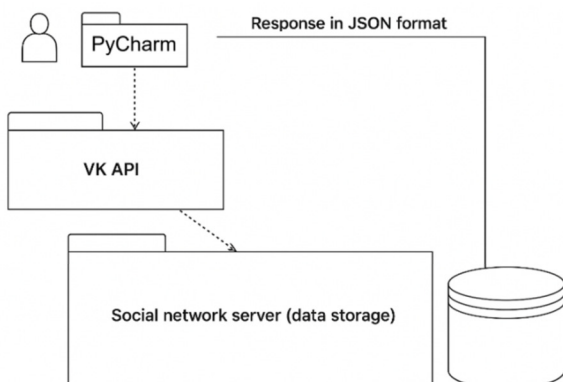 Response in JSON format
PyCharm
VK API
Social network server (data storage)